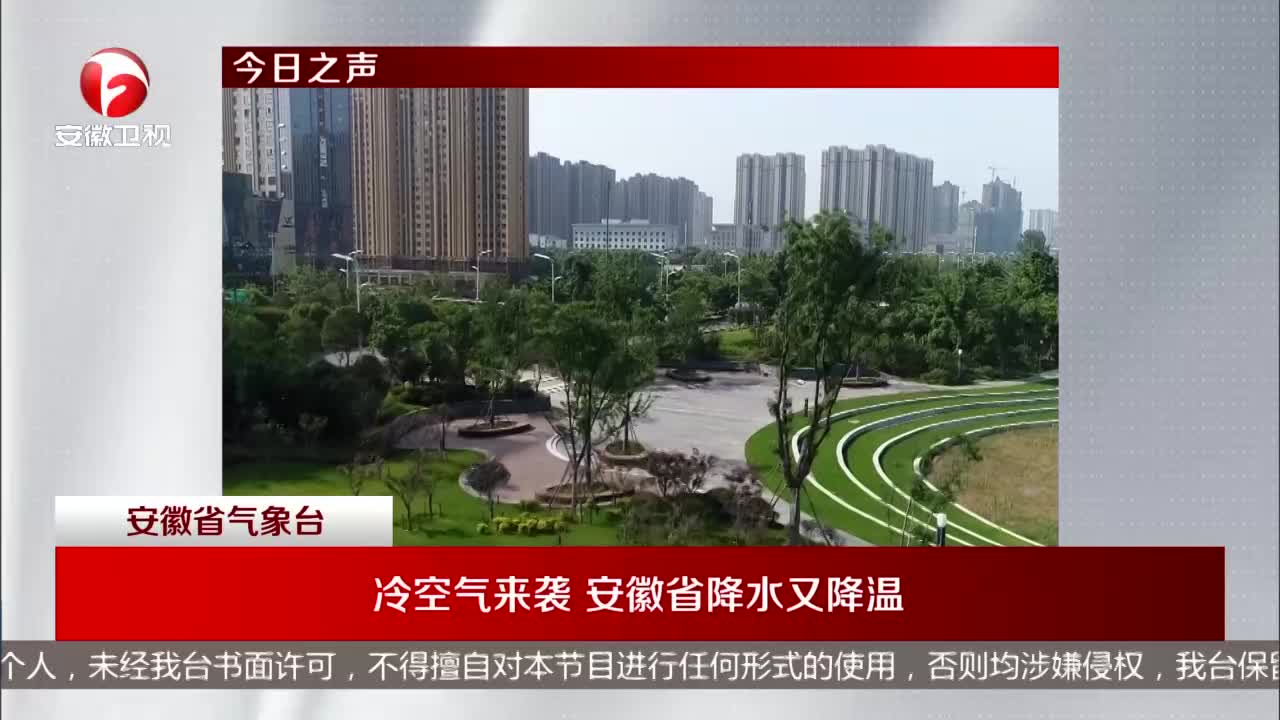 今日之声
安徽卫视
安徽省气象台
冷空气来袭 安徽省降水又降温
个人，未经我台书面许可，不得擅自对本节目进行任何形式的使用，否则均涉嫌侵权，我台保留